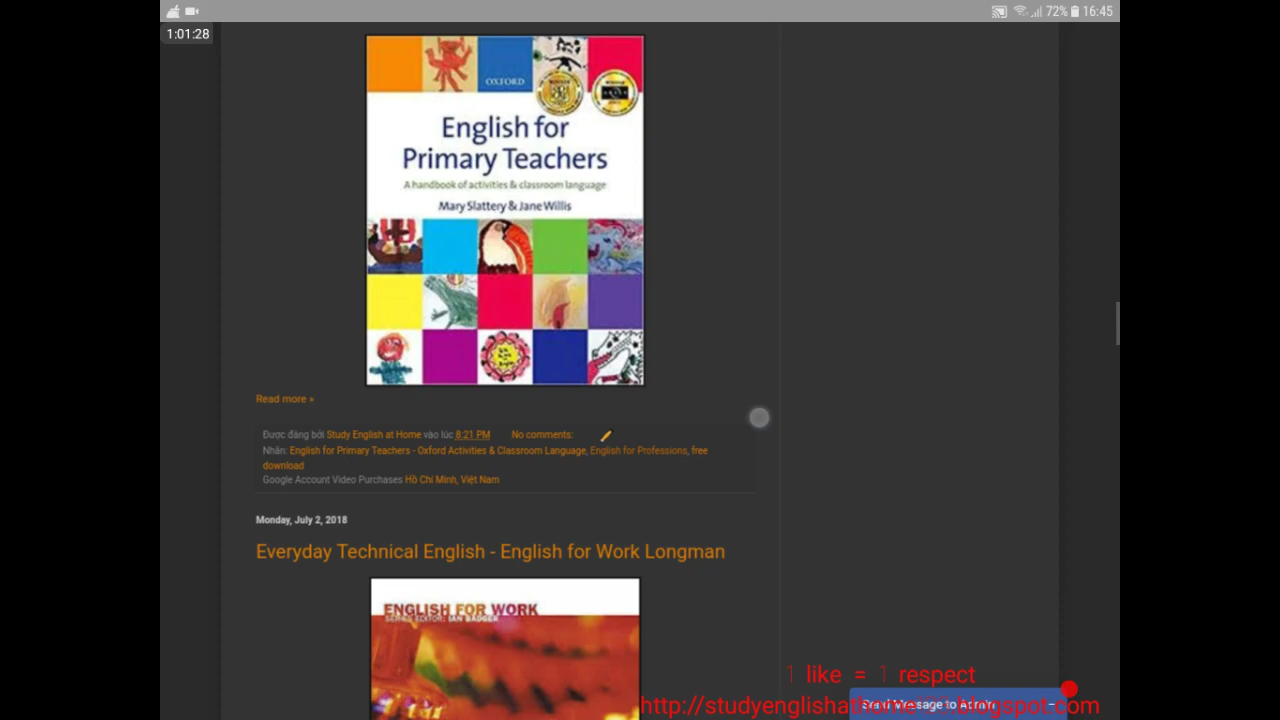 72% 16:45
1:01:28
OXFORD
English for
Primary Teachers
A handbook of activities & classroom language
Mary Slattery & Jane Willis
Read more »
Được đăng bởi Study English at Home vào lúc 8:21 PM No comments:
Nhãn: English for Primary Teachers - Oxford Activities & Classroom Language, English for Professions, free
download
Google Account Video Purchases Hồ Chí Minh, Việt Nam
Monday, July 2, 2018
Everyday Technical English - English for Work Longman
ENGLISH FOR WORK
SERIES EDITOR: IAN BADGER
1 like = 1 respect
Send Message to Admin